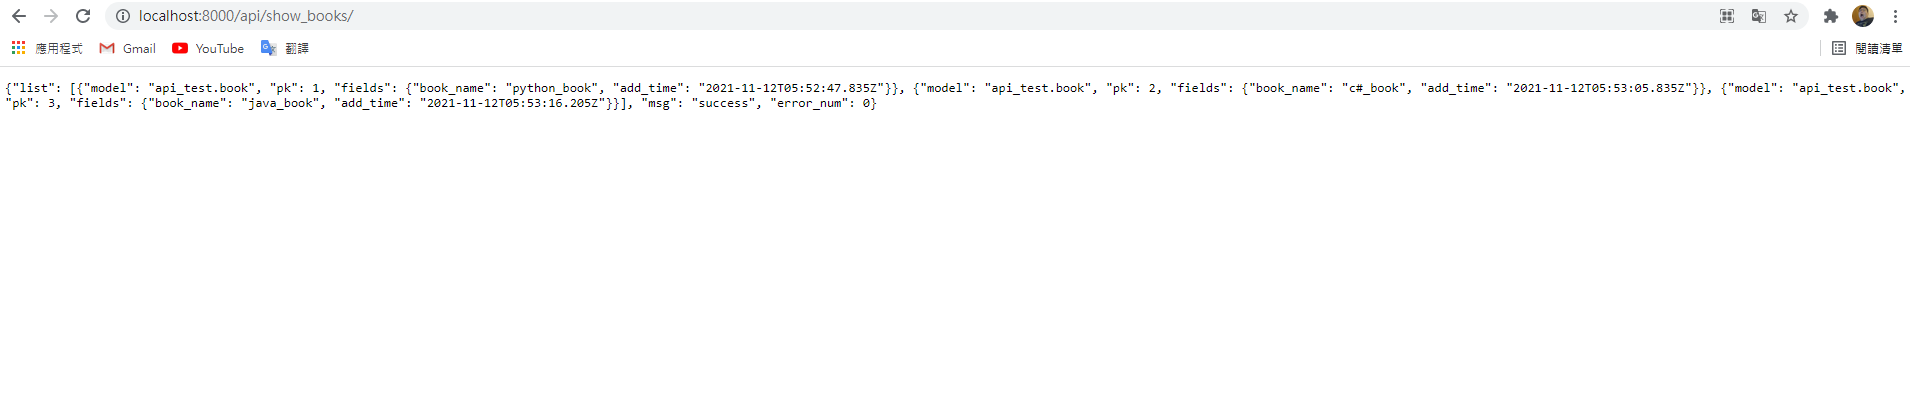 localhost:8000/api/show_books/
應用程式 Gmail YouTube 翻譯 閱讀清單
{"list": [{"model": "api_test.book", "pk": 1, "fields": {"book_name": "python_book", "add_time": "2021-11-12T05:52:47.835Z"}}, {"model": "api_test.book", "pk": 2, "fields": {"book_name": "c#_book", "add_time": "2021-11-12T05:53:05.835Z"}}, {"model": "api_test.book",
"pk": 3, "fields": {"book_name": "java_book", "add_time": "2021-11-12T05:53:16.205Z"}}], "msg": "success", "error_num": 0}